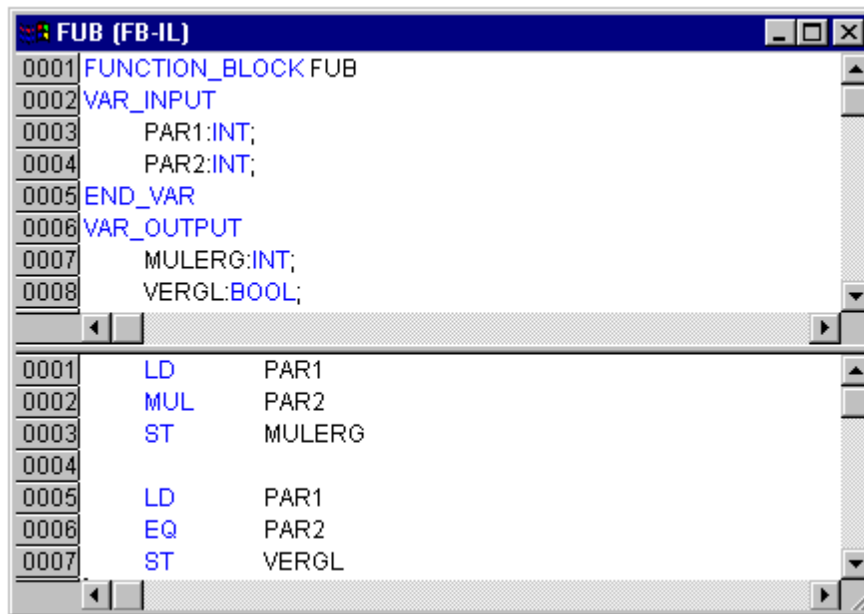 FUB (FB-IL)
0001 FUNCTION_BLOCK FUB
0002 VAR_INPUT
0003 PAR1:INT;
0004 PAR2:INT;
0005 END_VAR
0006 VAR_OUTPUT
0007 MULERG:INT;
0008 VERGL:BOOL;
0001 LD PAR1
0002 MUL PAR2
0003 ST MULERG
0004
0005 LD PAR1
0006 EQ PAR2
0007 ST VERGL